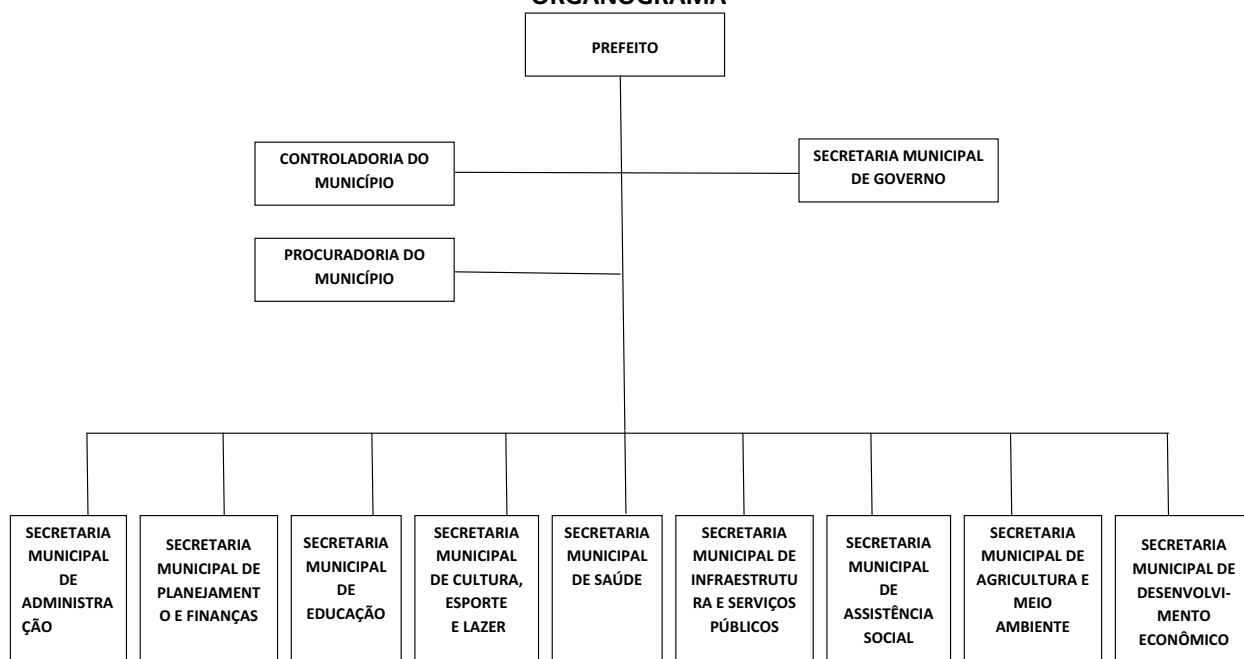 ORGANOGRAMA
PREFEITO
CONTROLADORIA DO
MUNICÍPIO
SECRETARIA MUNICIPAL
DE GOVERNO
PROCURADORIA DO
MUNICÍPIO
SECRETARIA
MUNICIPAL
DE
ADMINISTRA
ÇÃO
SECRETARIA
MUNICIPAL DE
PLANEJAMENT
O E FINANÇAS
SECRETARIA
MUNICIPAL
DE
EDUCAÇÃO
SECRETARIA
MUNICIPAL
DE CULTURA,
ESPORTE
E LAZER
SECRETARIA
MUNICIPAL
DE SAÚDE
SECRETARIA
MUNICIPAL DE
INFRAESTRUTU
RA E SERVIÇOS
PÚBLICOS
SECRETARIA
MUNICIPAL
DE
ASSISTÊNCIA
SOCIAL
SECRETARIA
MUNICIPAL DE
AGRICULTURA E
MEIO
AMBIENTE
SECRETARIA
MUNICIPAL DE
DESENVOLVI-
MENTO
ECONÔMICO